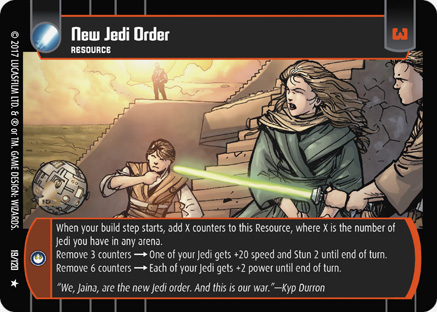 New Jedi Order
RESOURCE
3
© 2017 LUCASFILM LTD. & ® or TM. GAME DESIGN: WIZARDS.
When your build step starts, add X counters to this Resource, where X is the number of
Jedi you have in any arena.
Remove 3 counters → One of your Jedi gets +20 speed and Stun 2 until end of turn.
Remove 6 counters → Each of your Jedi gets +2 power until end of turn.
"We, Jaina, are the new Jedi order. And this is our war."—Kyp Durron
★